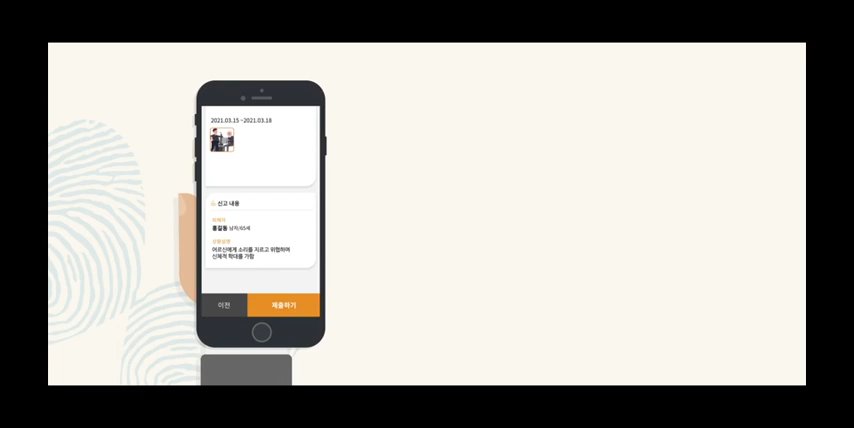 2021.03.15 ~2021.03.18
신고 내용
피해자
홍길동 남자/65세
상황설명
어르신에게 소리를 지르고 위협하며
신체적 학대를 가함
이전
제출하기